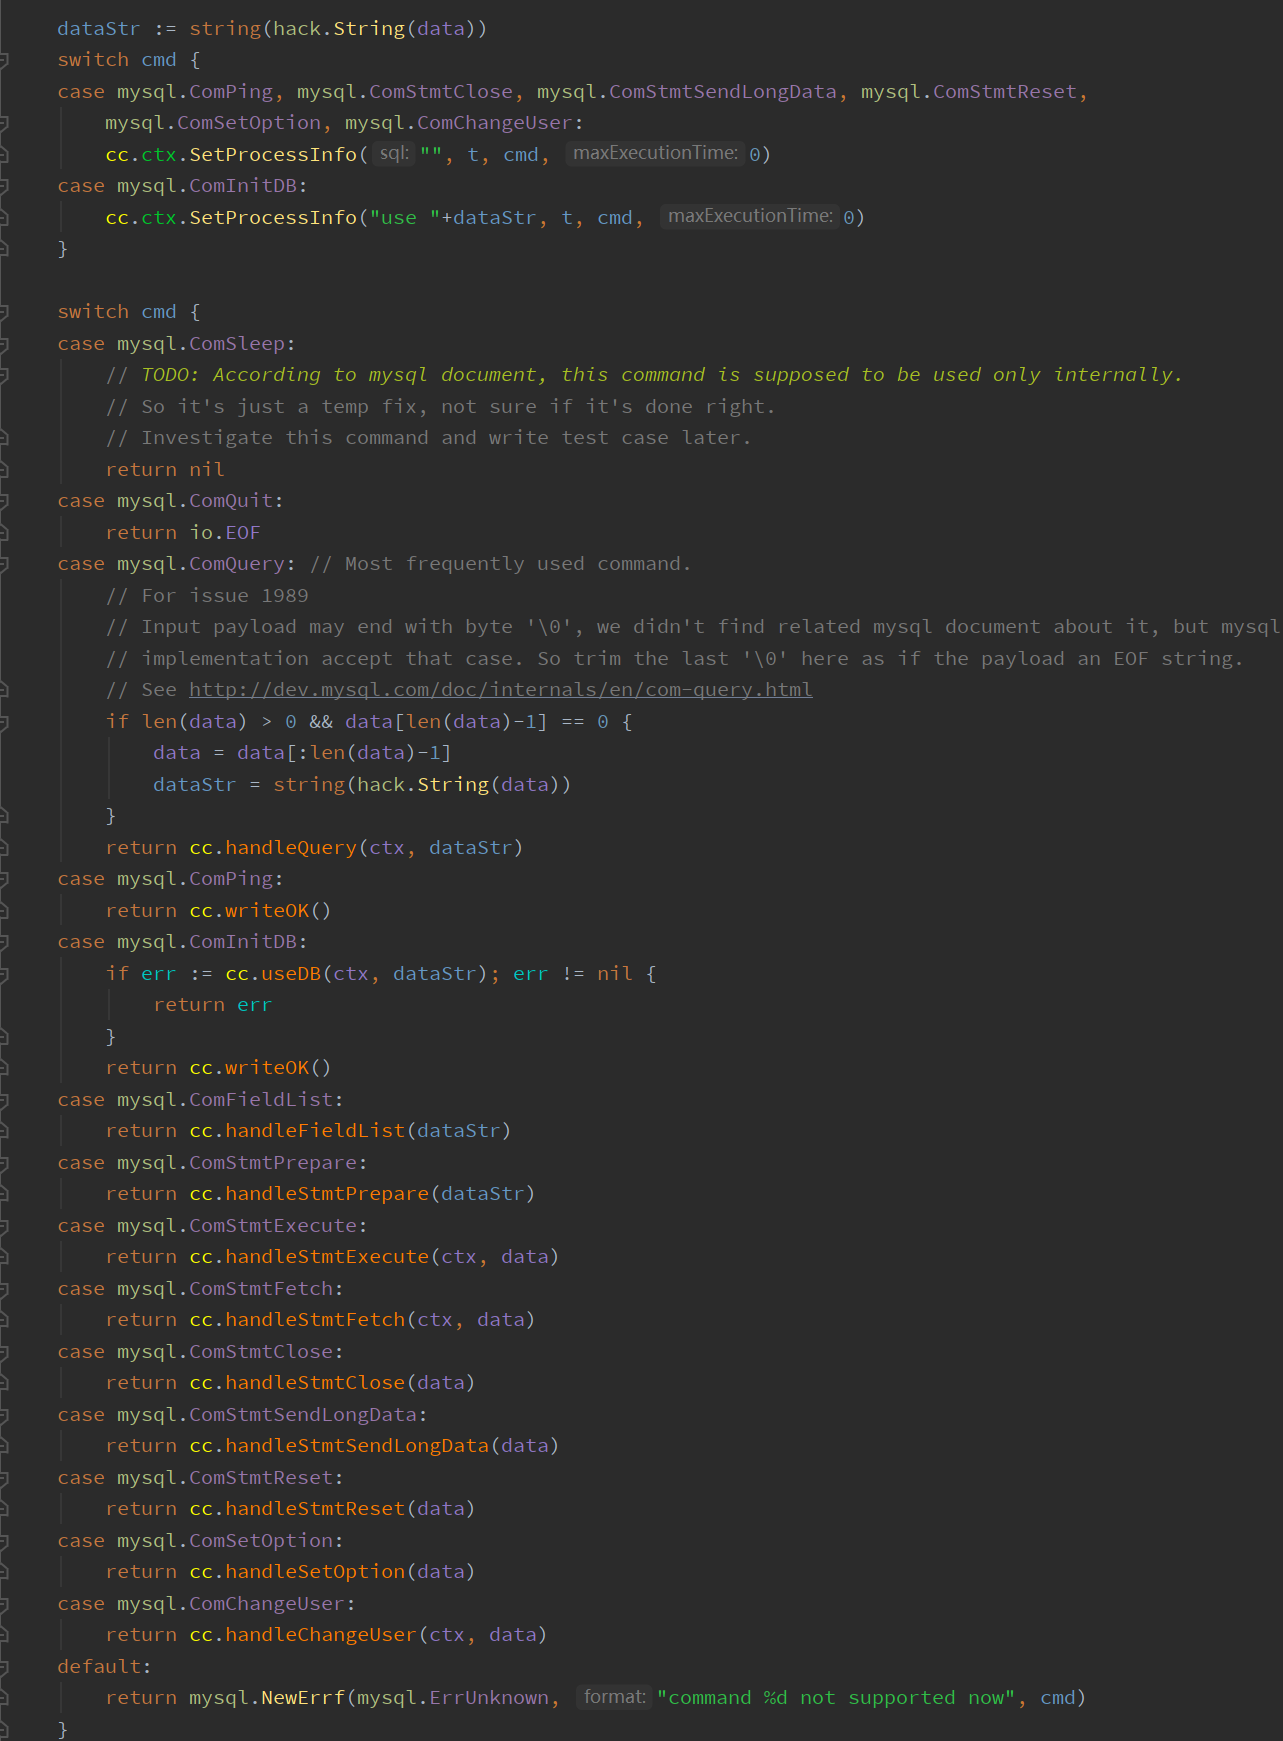 dataStr := string(hack.String(data))
switch cmd {
case mysql.ComPing, mysql.ComStmtClose, mysql.ComStmtSendLongData, mysql.ComStmtReset,
    mysql.ComSetOption, mysql.ComChangeUser:
    cc.ctx.SetProcessInfo( sql: "", t, cmd, maxExecutionTime: 0)
case mysql.ComInitDB:
    cc.ctx.SetProcessInfo("use "+dataStr, t, cmd, maxExecutionTime: 0)
}

switch cmd {
case mysql.ComSleep:
    // TODO: According to mysql document, this command is supposed to be used only internally.
    // So it's just a temp fix, not sure if it's done right.
    // Investigate this command and write test case later.
    return nil
case mysql.ComQuit:
    return io.EOF
case mysql.ComQuery: // Most frequently used command.
    // For issue 1989
    // Input payload may end with byte '\0', we didn't find related mysql document about it, but mysql
    // implementation accept that case. So trim the last '\0' here as if the payload an EOF string.
    // See http://dev.mysql.com/doc/internals/en/com-query.html
    if len(data) > 0 && data[len(data)-1] == 0 {
        data = data[:len(data)-1]
        dataStr = string(hack.String(data))
    }
    return cc.handleQuery(ctx, dataStr)
case mysql.ComPing:
    return cc.writeOK()
case mysql.ComInitDB:
    if err := cc.useDB(ctx, dataStr); err != nil {
        return err
    }
    return cc.writeOK()
case mysql.ComFieldList:
    return cc.handleFieldList(dataStr)
case mysql.ComStmtPrepare:
    return cc.handleStmtPrepare(dataStr)
case mysql.ComStmtExecute:
    return cc.handleStmtExecute(ctx, data)
case mysql.ComStmtFetch:
    return cc.handleStmtFetch(ctx, data)
case mysql.ComStmtClose:
    return cc.handleStmtClose(data)
case mysql.ComStmtSendLongData:
    return cc.handleStmtSendLongData(data)
case mysql.ComStmtReset:
    return cc.handleStmtReset(data)
case mysql.ComSetOption:
    return cc.handleSetOption(data)
case mysql.ComChangeUser:
    return cc.handleChangeUser(ctx, data)
default:
    return mysql.NewErrf(mysql.ErrUnknown, format: "command %d not supported now", cmd)
}